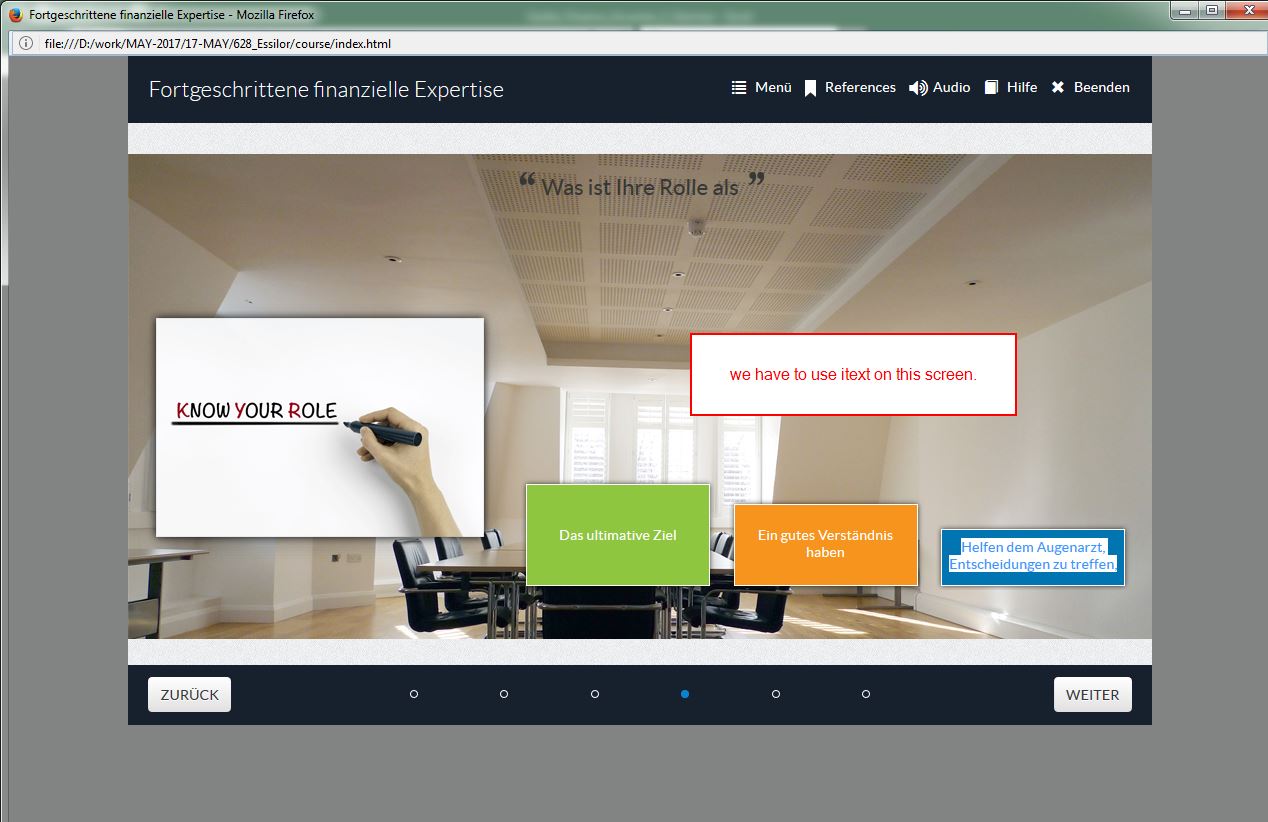 Fortgeschrittene finanzielle Expertise - Mozilla Firefox
file:///D:/work/MAY-2017/17-MAY/628_Essilor/course/index.html
Fortgeschrittene finanzielle Expertise
Menü References Audio Hilfe Beenden
“ Was ist Ihre Rolle als ”
we have to use itext on this screen.
KNOW YOUR ROLE
Das ultimative Ziel
Ein gutes Verständnis
haben
Helfen dem Augenarzt,
Entscheidungen zu treffen,
ZURÜCK
WEITER